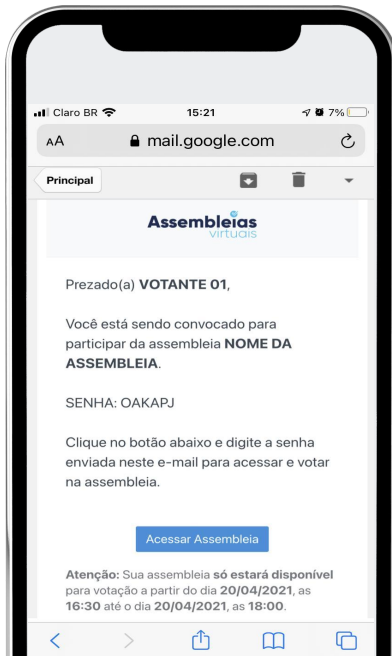 Claro BR
15:21
7%
AA
mail.google.com
Principal
Assembleias
virtuais
Prezado(a) VOTANTE 01,
Você está sendo convocado para
participar da assembleia NOME DA
ASSEMBLEIA.
SENHA: OAKAPJ
Clique no botão abaixo e digite a senha
enviada neste e-mail para acessar e votar
na assembleia.
Acessar Assembleia
Atenção: Sua assembleia só estará disponível
para votação a partir do dia 20/04/2021, as
16:30 até o dia 20/04/2021, as 18:00.